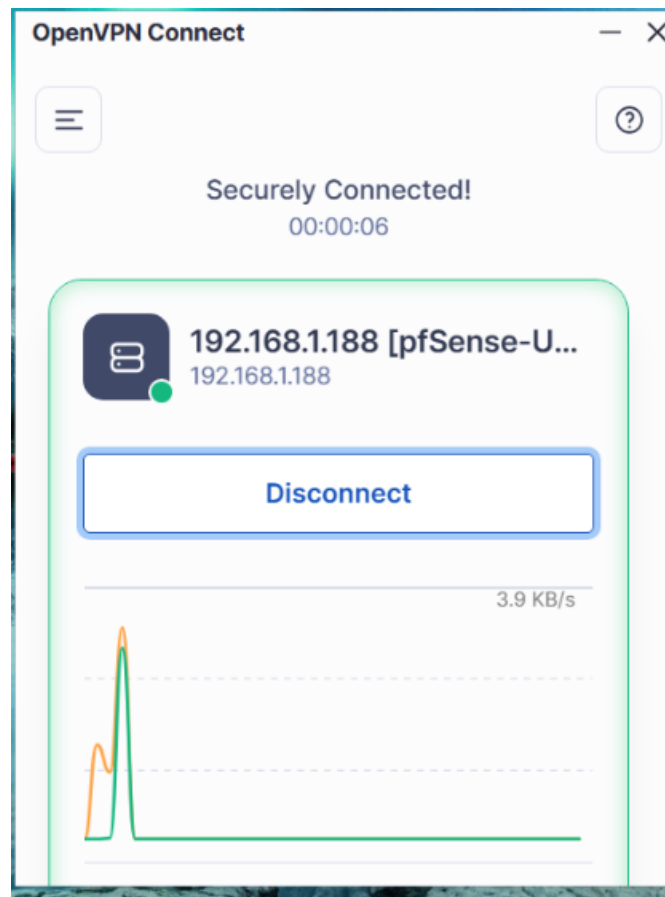 OpenVPN Connect
Securely Connected!
00:00:06
192.168.1.188 [pfSense-U...
192.168.1.188
Disconnect
3.9 KB/s